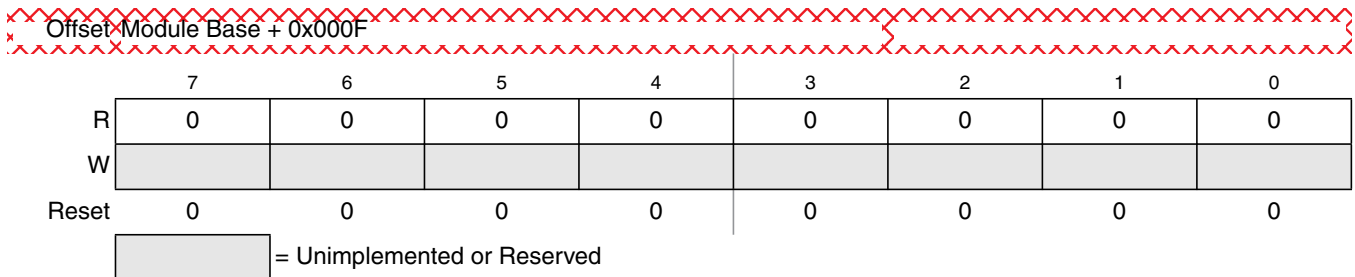 Offset Module Base + 0x000F
7 6 5 4 3 2 1 0
R 0 0 0 0 0 0 0 0
W
Reset 0 0 0 0 0 0 0 0
= Unimplemented or Reserved